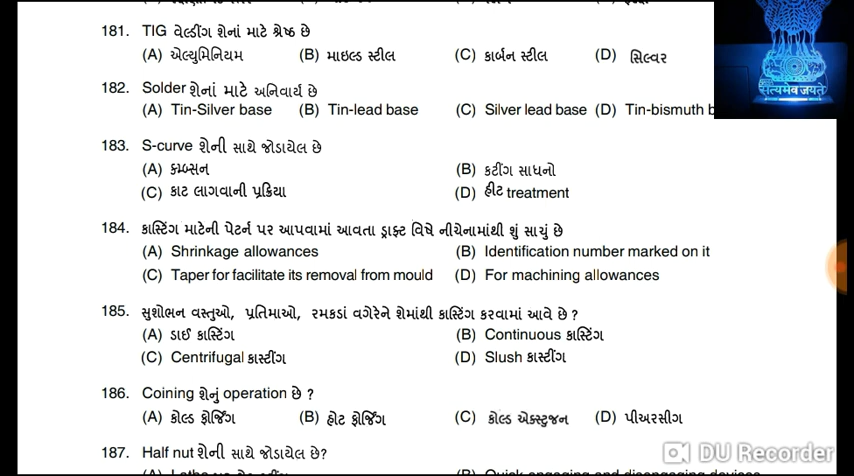 181. TIG વેલ્ડીંગ શેનાં માટે શ્રેષ્ઠ છે
(A) એલ્યુમિનિયમ (B) માઇલ્ડ સ્ટીલ (C) કાર્બન સ્ટીલ (D) સિલ્વર
182. Solder શેનાં માટે અનિવાર્ય છે
(A) Tin-Silver base (B) Tin-lead base (C) Silver lead base (D) Tin-bismuth
सत्यमेव जयते
183. S-curve શેની સાથે જોડાયેલ છે
(A) ક્મ્બ્સન (B) કટીંગ સાધનો
(C) કાટ લાગવાની પ્રક્રિયા (D) હીટ treatment
184. કાસ્ટિંગ માટેની પેટર્ન પર આપવામાં આવતા ડ્રાફ્ટ વિષે નીચેનામાંથી શું સાચું છે
(A) Shrinkage allowances (B) Identification number marked on it
(C) Taper for facilitate its removal from mould (D) For machining allowances
185. સુશોભન વસ્તુઓ, પ્રતિમાઓ, રમકડાં વગેરેને શેમાંથી કાસ્ટિંગ કરવામાં આવે છે ?
(A) ડાઈ કાસ્ટિંગ (B) Continuous કાસ્ટિંગ
(C) Centrifugal કાસ્ટીંગ (D) Slush કાસ્ટીંગ
186. Coining શેનું operation છે ?
(A) કોલ્ડ ફોર્જિંગ (B) હોટ ફોર્જિંગ (C) કોલ્ડ એક્સ્ટ્રુજન (D) પીઅરસીગ
DU Recorder
187. Half nut શેની સાથે જોડાયેલ છે?